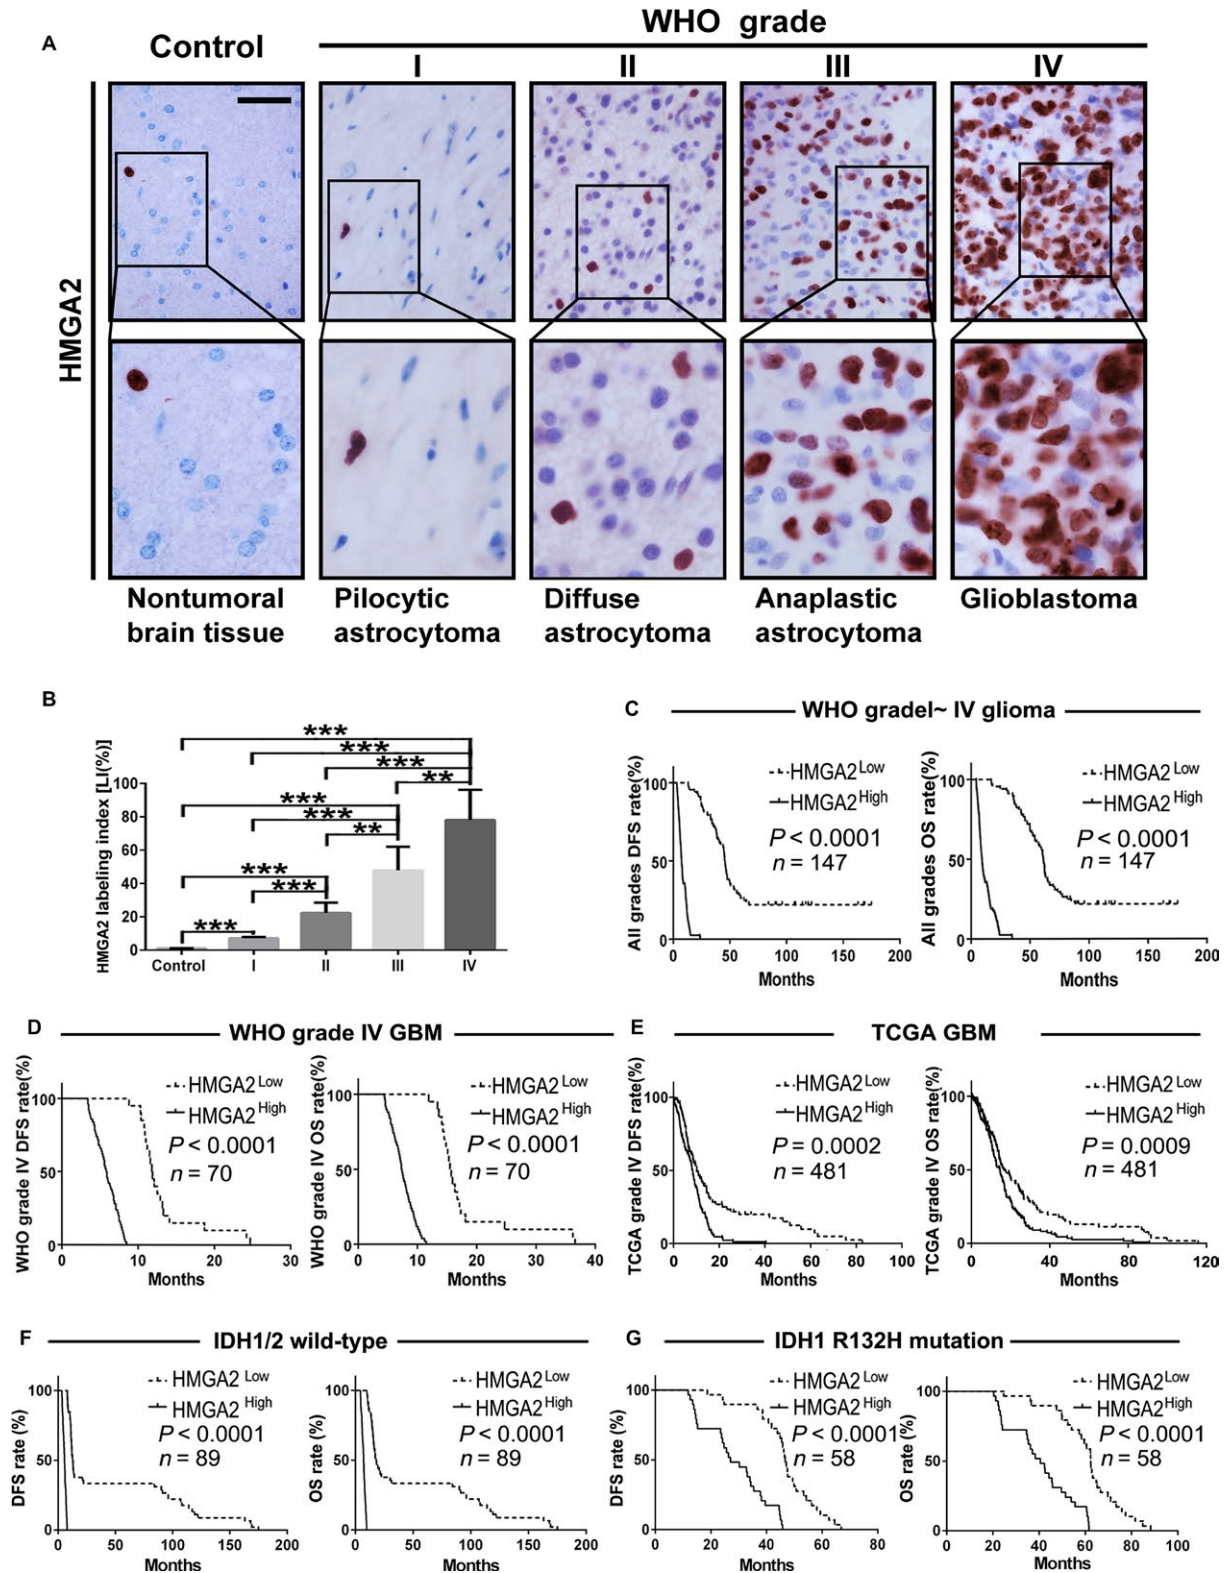 A
Control
WHO grade
I II III IV
HMGA2
Nontumoral
brain tissue
Pilocytic
astrocytoma
Diffuse
astrocytoma
Anaplastic
astrocytoma
Glioblastoma
B
HMGA2 labeling index [LI(%)]
100
80
60
40
20
0
***
***
***
**
***
***
**
***
***
***
Control I II III IV
C
WHO gradeI~ IV glioma
All grades DFS rate(%)
100
50
0
HMGA2Low
HMGA2High
P < 0.0001
n = 147
0 50 100 150 200
Months
All grades OS rate(%)
100
50
0
HMGA2Low
HMGA2High
P < 0.0001
n = 147
0 50 100 150 200
Months
D
WHO grade IV GBM
WHO grade IV DFS rate(%)
100
50
0
HMGA2Low
HMGA2High
P < 0.0001
n = 70
0 10 20 30
Months
WHO grade IV OS rate(%)
100
50
0
HMGA2Low
HMGA2High
P < 0.0001
n = 70
0 10 20 30 40
Months
E
TCGA GBM
TCGA grade IV DFS rate(%)
100
50
0
HMGA2Low
HMGA2High
P = 0.0002
n = 481
0 20 40 60 80 100
Months
TCGA grade IV OS rate(%)
100
50
0
HMGA2Low
HMGA2High
P = 0.0009
n = 481
0 40 80 120
Months
F
IDH1/2 wild-type
DFS rate (%)
100
50
0
HMGA2Low
HMGA2High
P < 0.0001
n = 89
0 50 100 150 200
Months
OS rate (%)
100
50
0
HMGA2Low
HMGA2High
P < 0.0001
n = 89
0 50 100 150 200
Months
G
IDH1 R132H mutation
DFS rate (%)
100
50
0
HMGA2Low
HMGA2High
P < 0.0001
n = 58
0 20 40 60 80
Months
OS rate (%)
100
50
0
HMGA2Low
HMGA2High
P < 0.0001
n = 58
0 20 40 60 80 100
Months